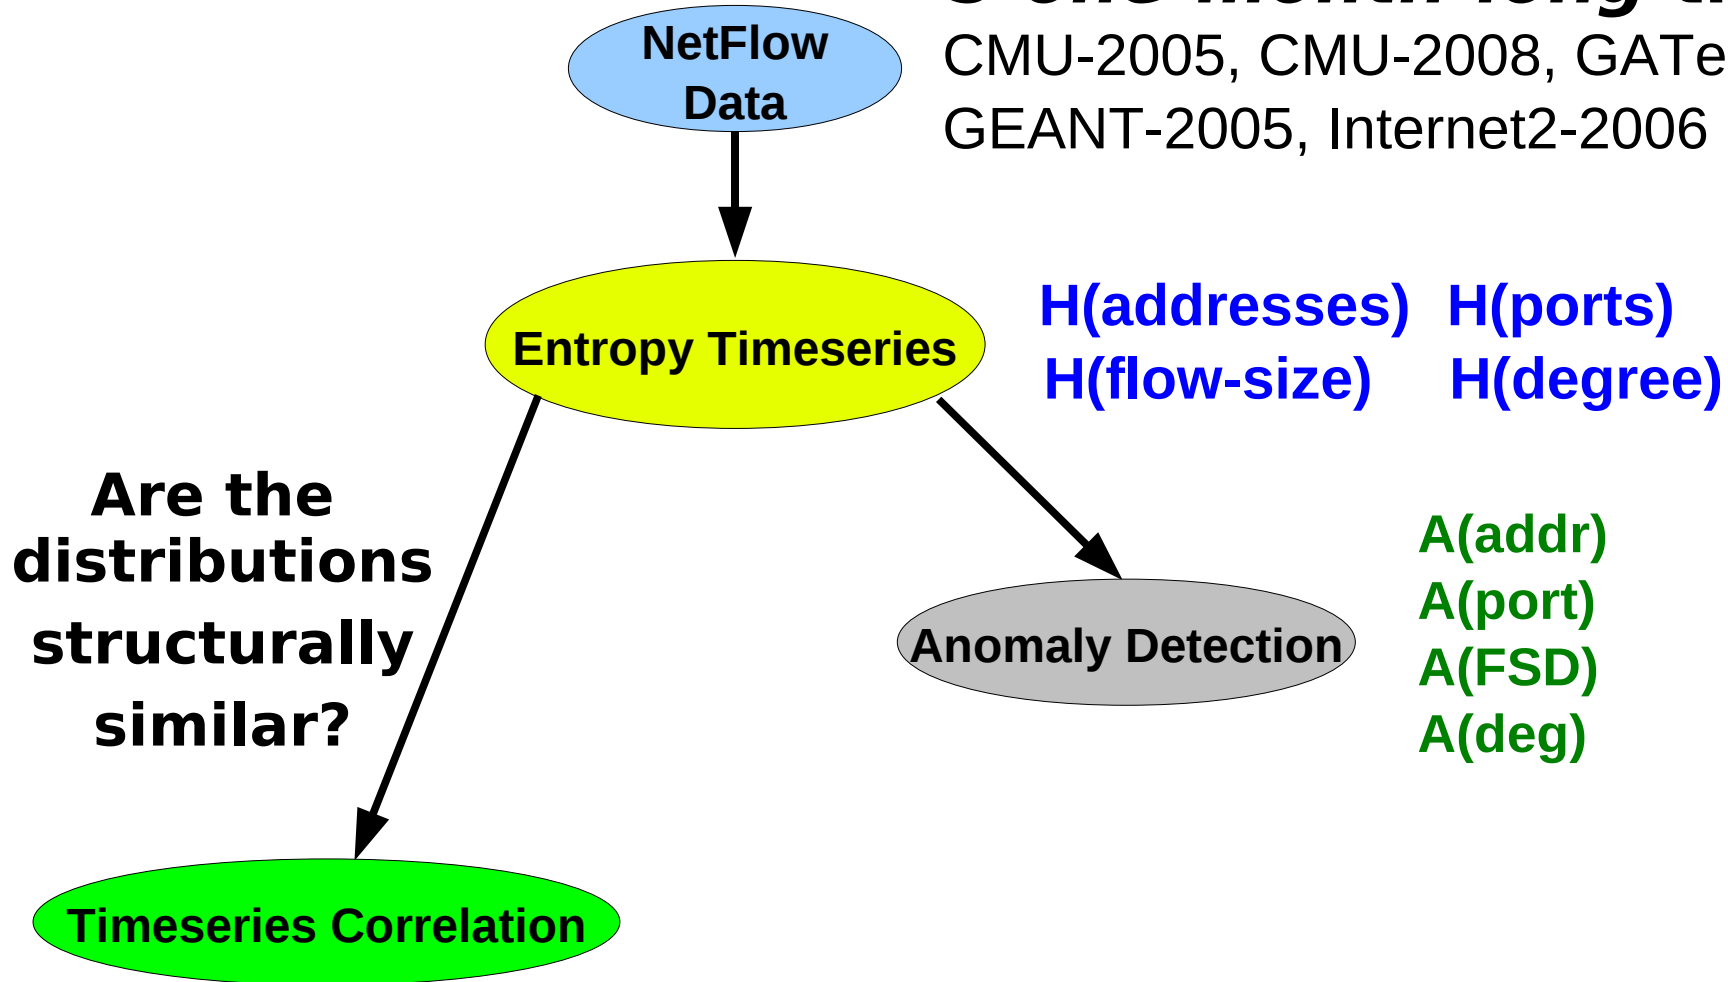 NetFlow
Data
CMU-2005, CMU-2008, GATe
GEANT-2005, Internet2-2006
Entropy Timeseries
H(addresses) H(ports)
H(flow-size) H(degree)
Are the
distributions
structurally
similar?
Anomaly Detection
A(addr)
A(port)
A(FSD)
A(deg)
Timeseries Correlation